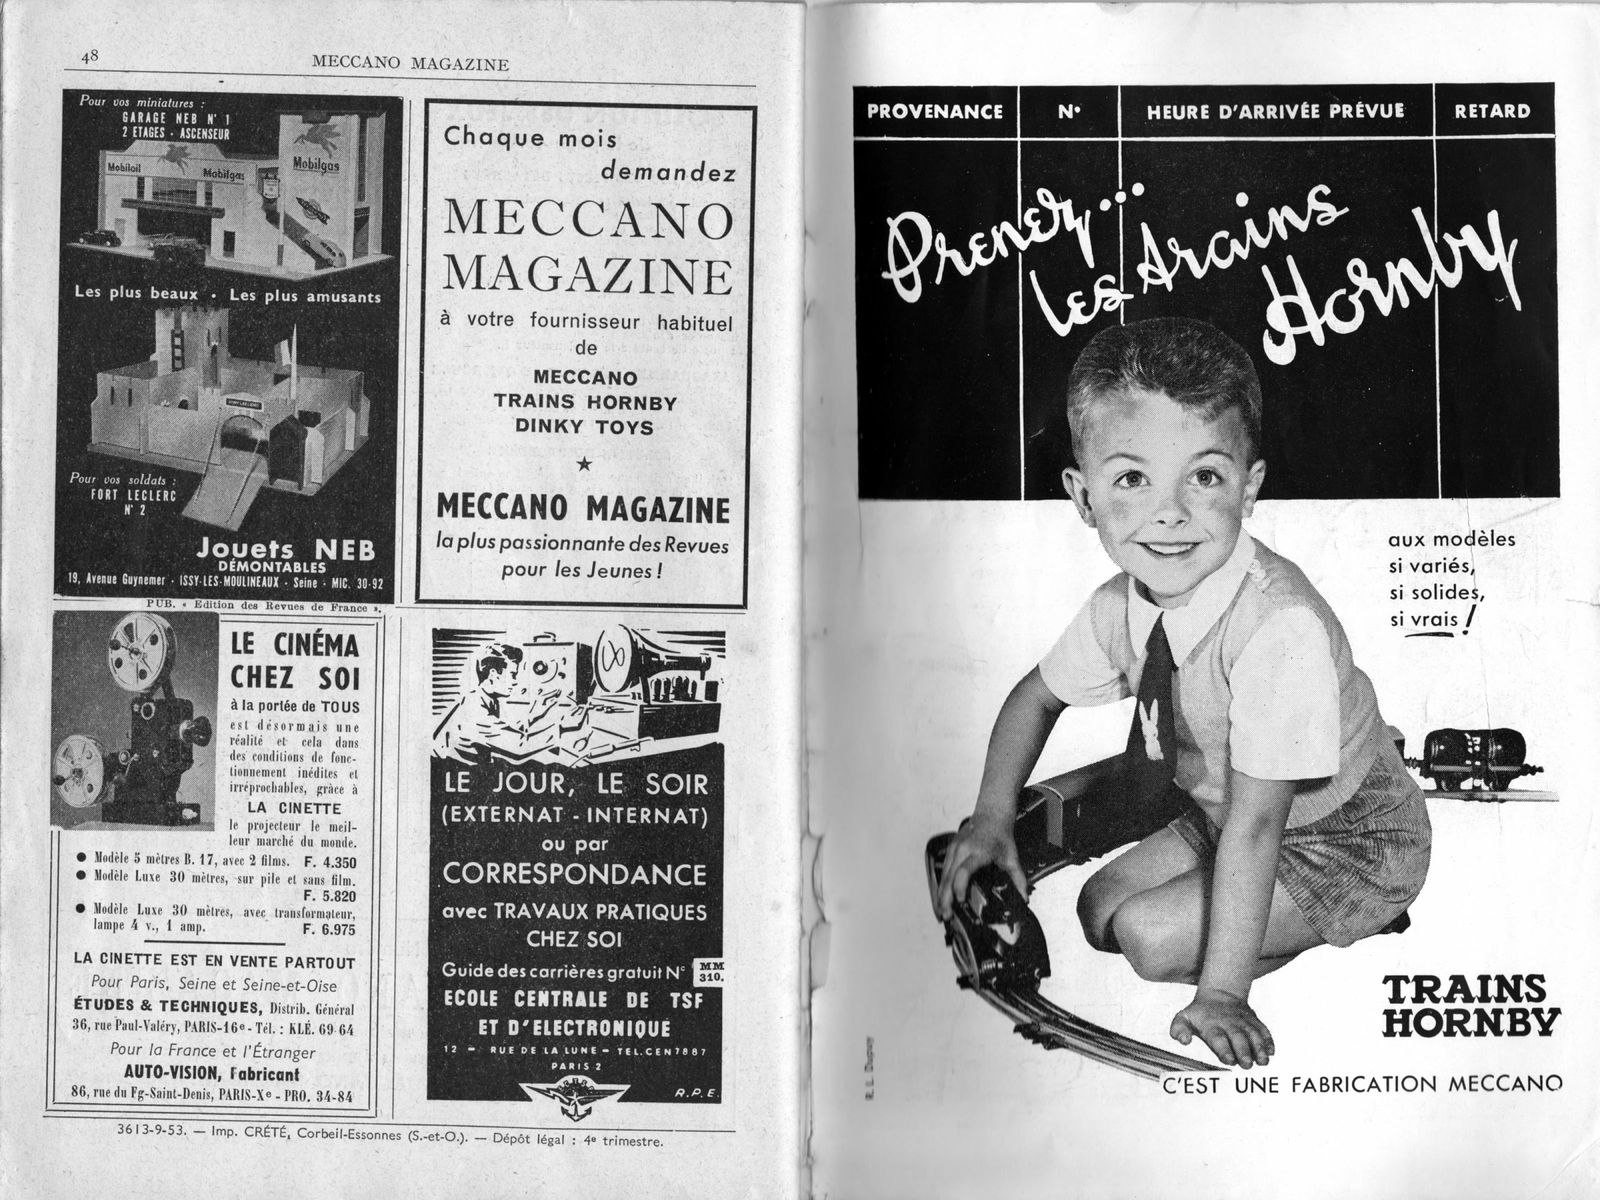 48
MECCANO MAGAZINE
Pour vos miniatures :
GARAGE NEB N° 1
2 ETAGES - ASCENSEUR
Mobiloil
Mobilgas
Mobilgas
Les plus beaux • Les plus amusants
FORT LECLERC
Pour vos soldats :
FORT LECLERC
N° 2
Jouets NEB
DÉMONTABLES
19, Avenue Guynemer - ISSY-LES-MOULINEAUX - Seine - MIC. 30-92
PUB. « Edition des Revues de France ».
Chaque mois
demandez
MECCANO
MAGAZINE
à votre fournisseur habituel
de
MECCANO
TRAINS HORNBY
DINKY TOYS
★
MECCANO MAGAZINE
la plus passionnante des Revues
pour les Jeunes !
LE CINÉMA
CHEZ SOI
à la portée de TOUS
est désormais une
réalité et cela dans
des conditions de fonc-
tionnement inédites et
irréprochables, grâce à
LA CINETTE
le projecteur le meil-
leur marché du monde.
● Modèle 5 mètres B. 17, avec 2 films. F. 4.350
● Modèle Luxe 30 mètres, sur pile et sans film.
F. 5.820
● Modèle Luxe 30 mètres, avec transformateur,
lampe 4 v., 1 amp. F. 6.975
LA CINETTE EST EN VENTE PARTOUT
Pour Paris, Seine et Seine-et-Oise
ÉTUDES & TECHNIQUES, Distrib. Général
36, rue Paul-Valéry, PARIS-16e - Tél. : KLÉ. 69-64
Pour la France et l'Étranger
AUTO-VISION, Fabricant
86, rue du Fg-Saint-Denis, PARIS-Xe - PRO. 34-84
LE JOUR, LE SOIR
(EXTERNAT - INTERNAT)
ou par
CORRESPONDANCE
avec TRAVAUX PRATIQUES
CHEZ SOI
Guide des carrières gratuit N° MM 310.
ECOLE CENTRALE DE TSF
ET D'ELECTRONIQUE
12 - RUE DE LA LUNE - TEL.CEN 7887
PARIS 2
R.P.E.
3613-9-53. — Imp. CRÉTÉ, Corbeil-Essonnes (S.-et-O.). — Dépôt légal : 4e trimestre.
PROVENANCE N° HEURE D'ARRIVÉE PRÉVUE RETARD
Prenez...
les trains
Hornby
aux modèles
si variés,
si solides,
si vrais !
TRAINS
HORNBY
C'EST UNE FABRICATION MECCANO
R. L. Dupuy